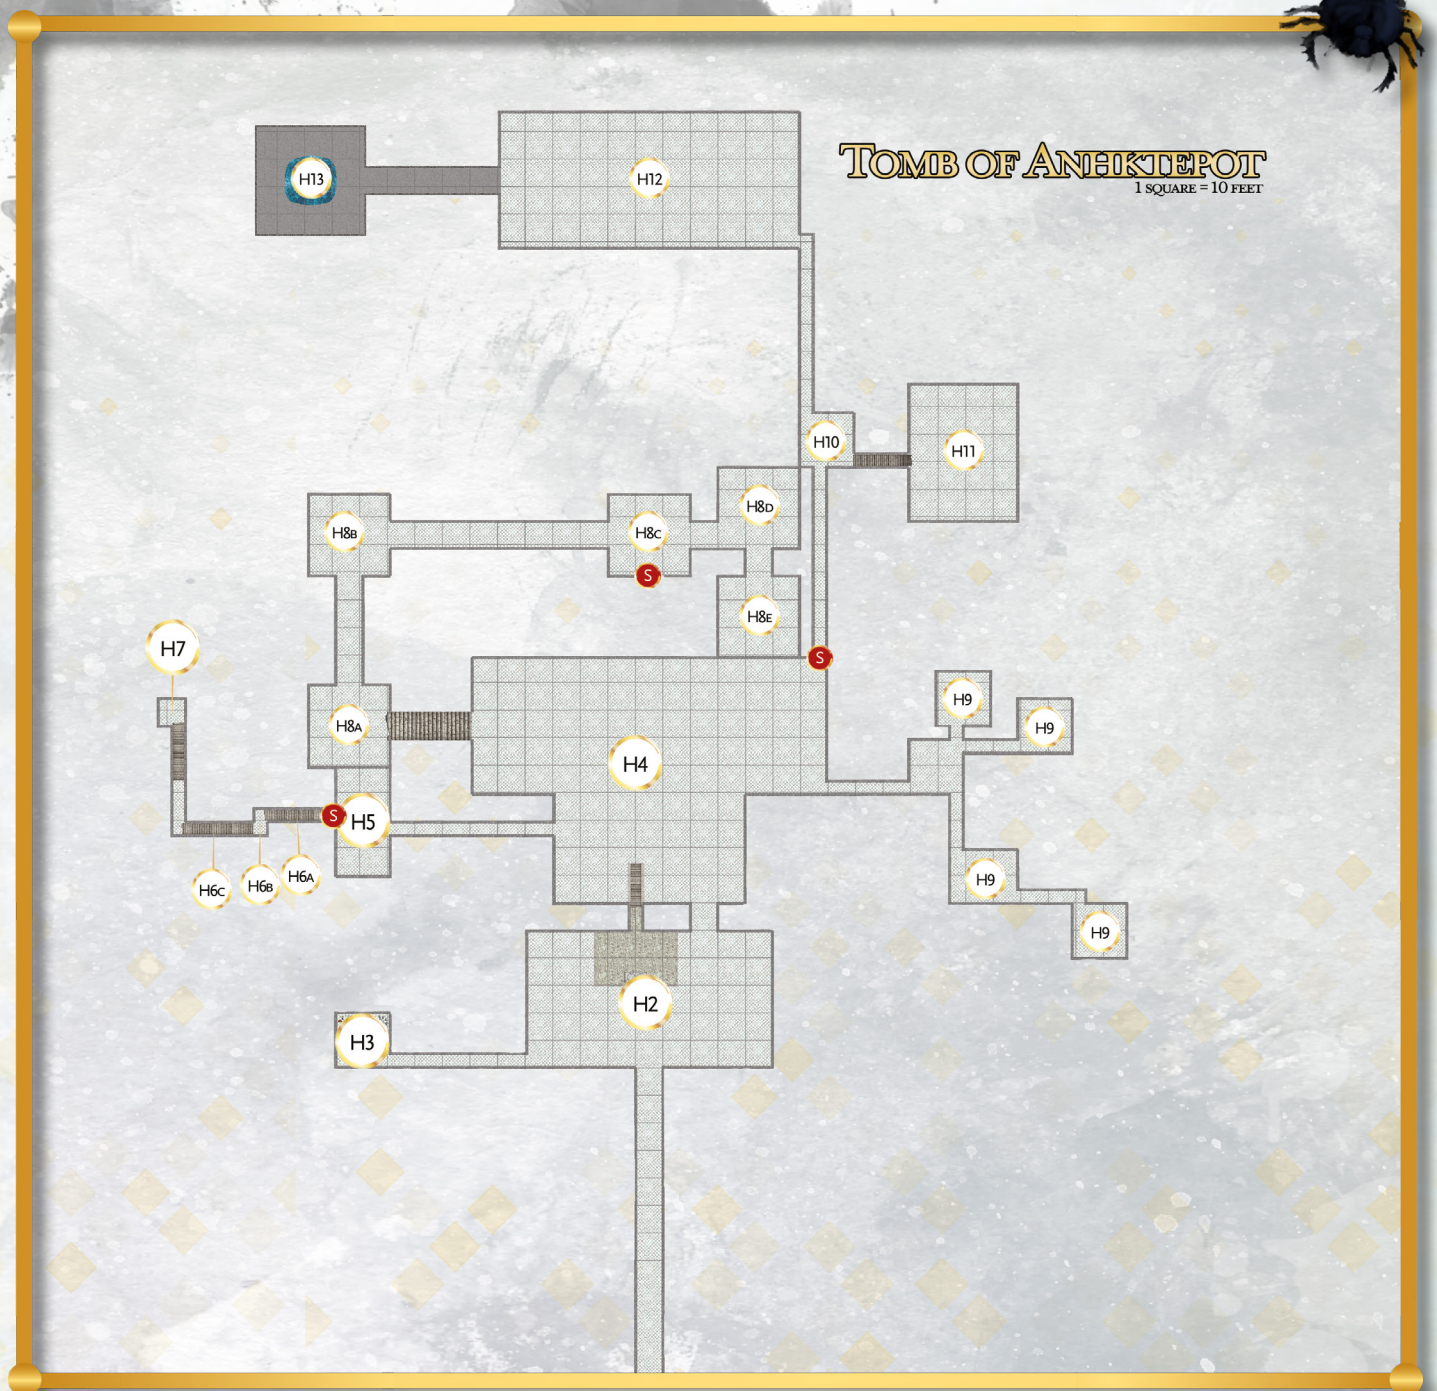 H13
H12
TOMB OF ANHKTEPOT
1 SQUARE = 10 FEET
H10
H11
H8D
H8B
H8C
S
H8E
H7
S
H9
H9
H8A
H4
S
H5
H6C
H6B
H6A
H9
H9
H2
H3